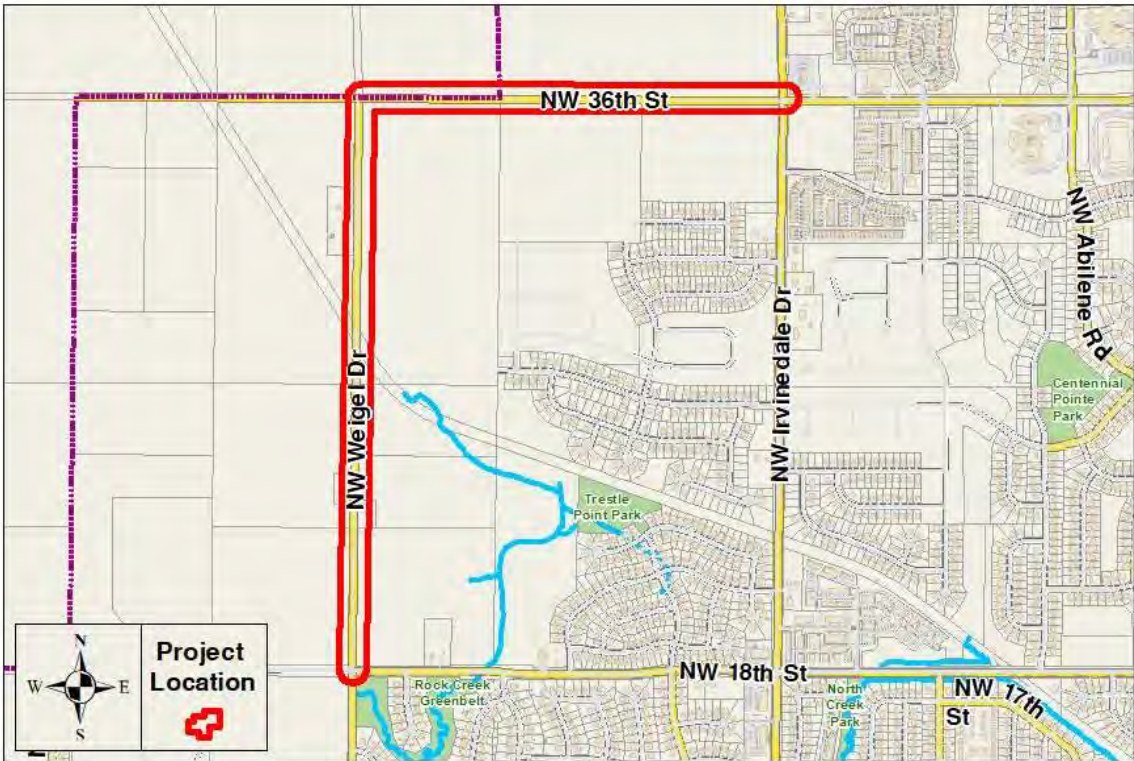 NW 36th St
NW Abilene Rd
NW Irvinedale Dr
NW Weigel Dr
Centennial
Pointe
Park
Trestle
Point Park
N
W E
S
Project
Location
NW 18th St
Rock Creek
Greenbelt
North
Creek
Park
NW 17th
St